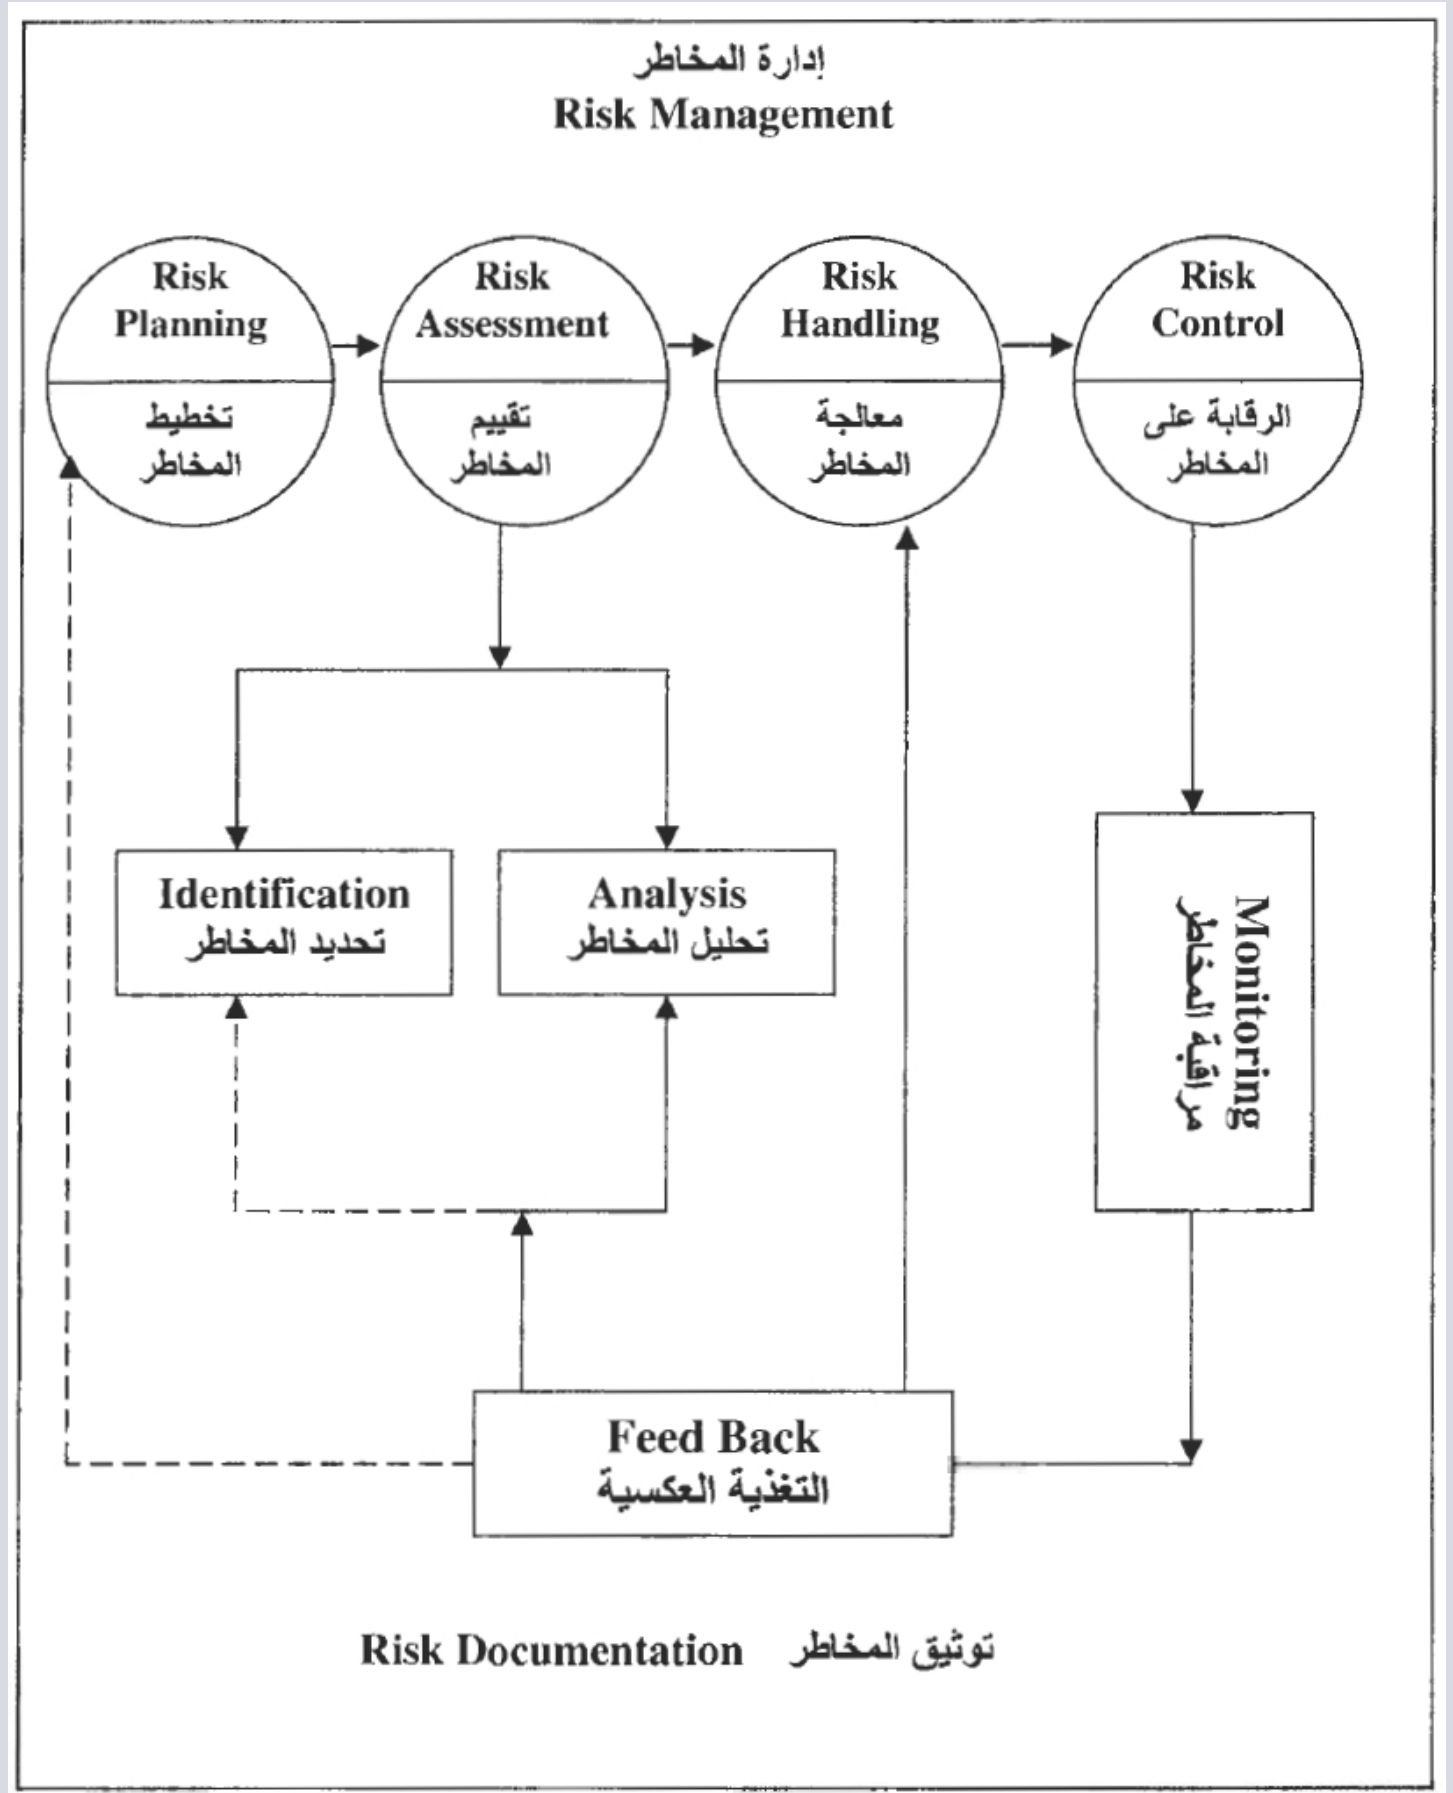 إدارة المخاطر
Risk Management
Risk
Planning
تخطيط
المخاطر
Risk
Assessment
تقييم
المخاطر
Risk
Handling
معالجة
المخاطر
Risk
Control
الرقابة على
المخاطر
Identification
تحديد المخاطر
Analysis
تحليل المخاطر
Monitoring
مراقبة المخاطر
Feed Back
التغذية العكسية
Risk Documentation توثيق المخاطر